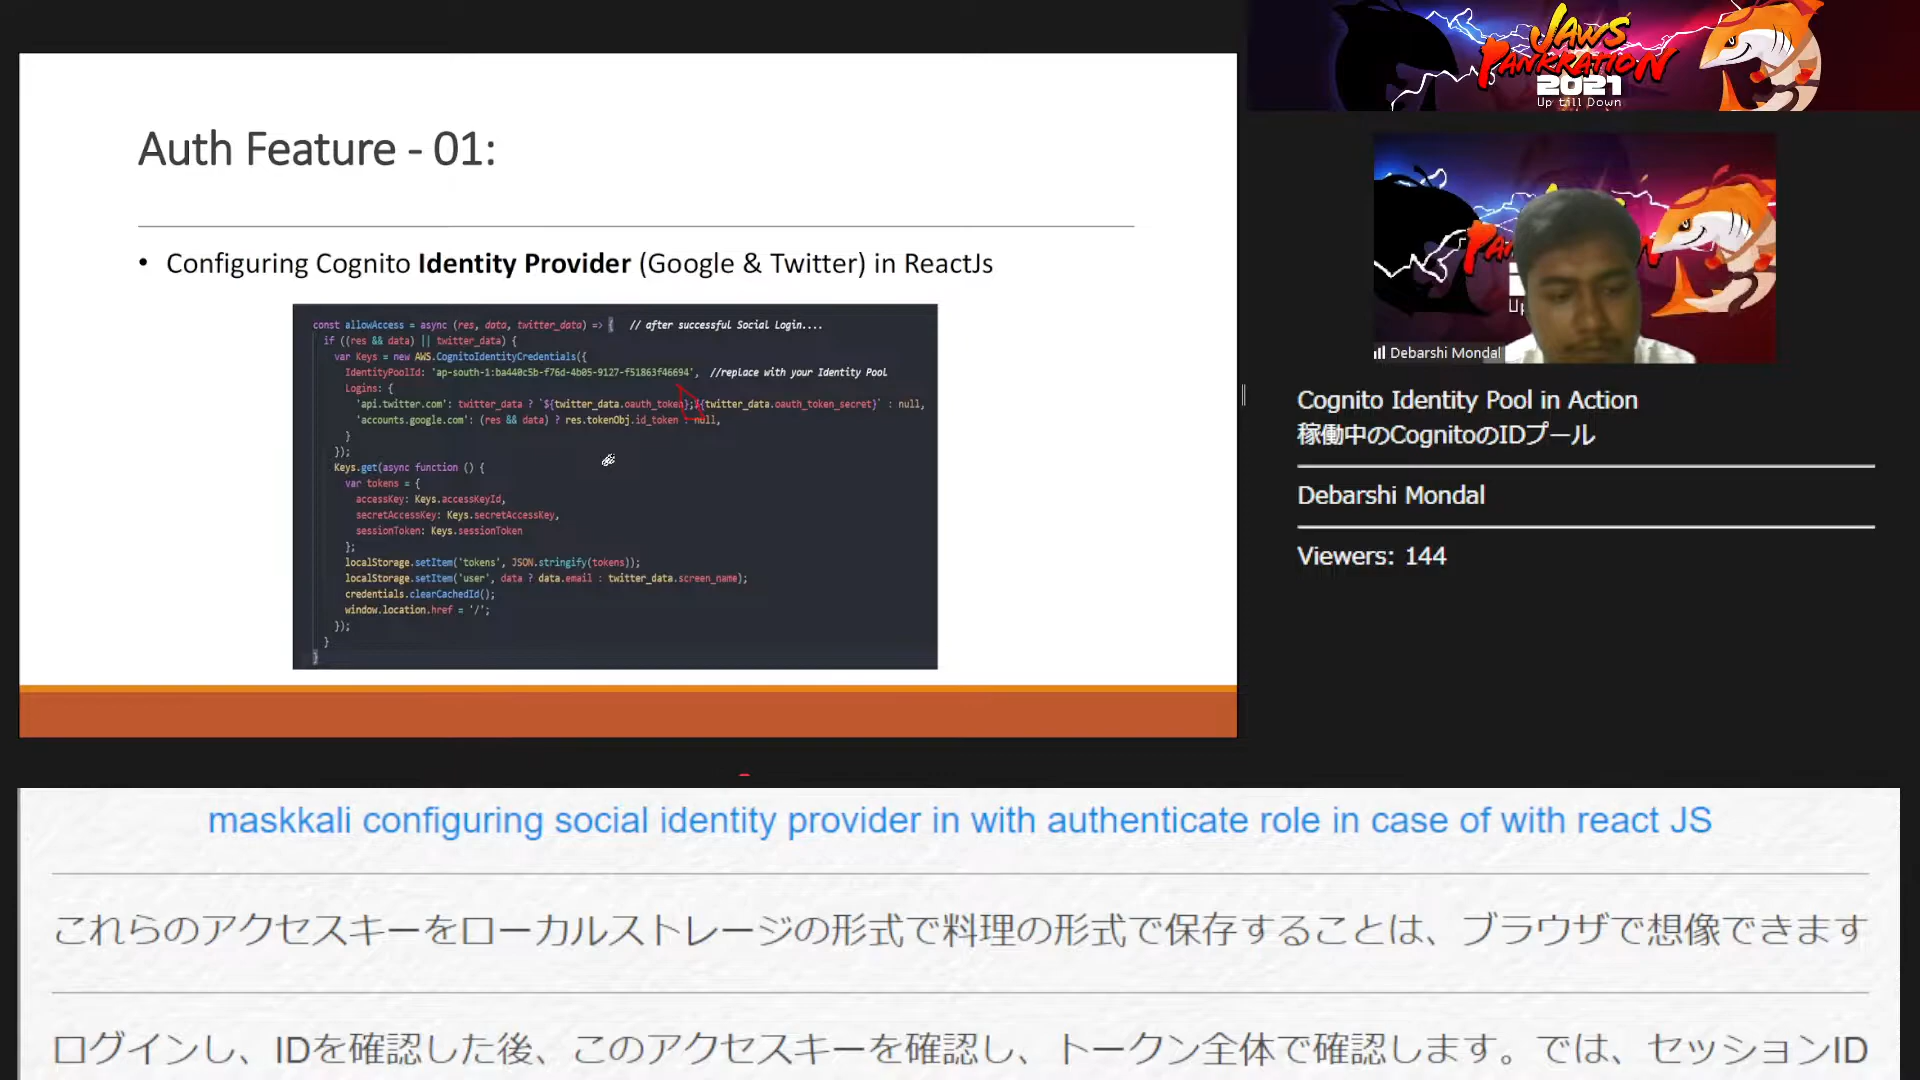 Auth Feature - 01:
• Configuring Cognito Identity Provider (Google & Twitter) in ReactJs
const allowAccess = async (res, data, twitter_data) => { // after successful Social Login....
if ((res && data) || twitter_data) {
var Keys = new AWS.CognitoIdentityCredentials({
IdentityPoolId: 'ap-south-1:ba440c5b-f76d-4b05-9127-f51863f46694', //replace with your Identity Pool
Logins: {
'api.twitter.com': twitter_data ? `${twitter_data.oauth_token};${twitter_data.oauth_token_secret}` : null,
'accounts.google.com': (res && data) ? res.tokenObj.id_token : null,
}
});
Keys.get(async function () {
var tokens = {
accessKey: Keys.accessKeyId,
secretAccessKey: Keys.secretAccessKey,
sessionToken: Keys.sessionToken
};
localStorage.setItem('tokens', JSON.stringify(tokens));
localStorage.setItem('user', data ? data.email : twitter_data.screen_name);
credentials.clearCachedId();
window.location.href = '/';
});
}
}
JAWS
PANKRATION
2021
Up till Down
Debarshi Mondal
Cognito Identity Pool in Action
稼働中のCognitoのIDプール
Debarshi Mondal
Viewers: 144
maskkali configuring social identity provider in with authenticate role in case of with react JS
これらのアクセスキーをローカルストレージの形式で料理の形式で保存することは、ブラウザで想像できます
ログインし、IDを確認した後、このアクセスキーを確認し、トークン全体で確認します。では、セッションID